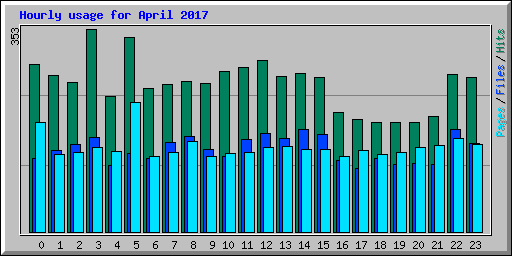 Hourly usage for April 2017
353
Pages/Files/Hits
0 1 2 3 4 5 6 7 8 9 10 11 12 13 14 15 16 17 18 19 20 21 22 23